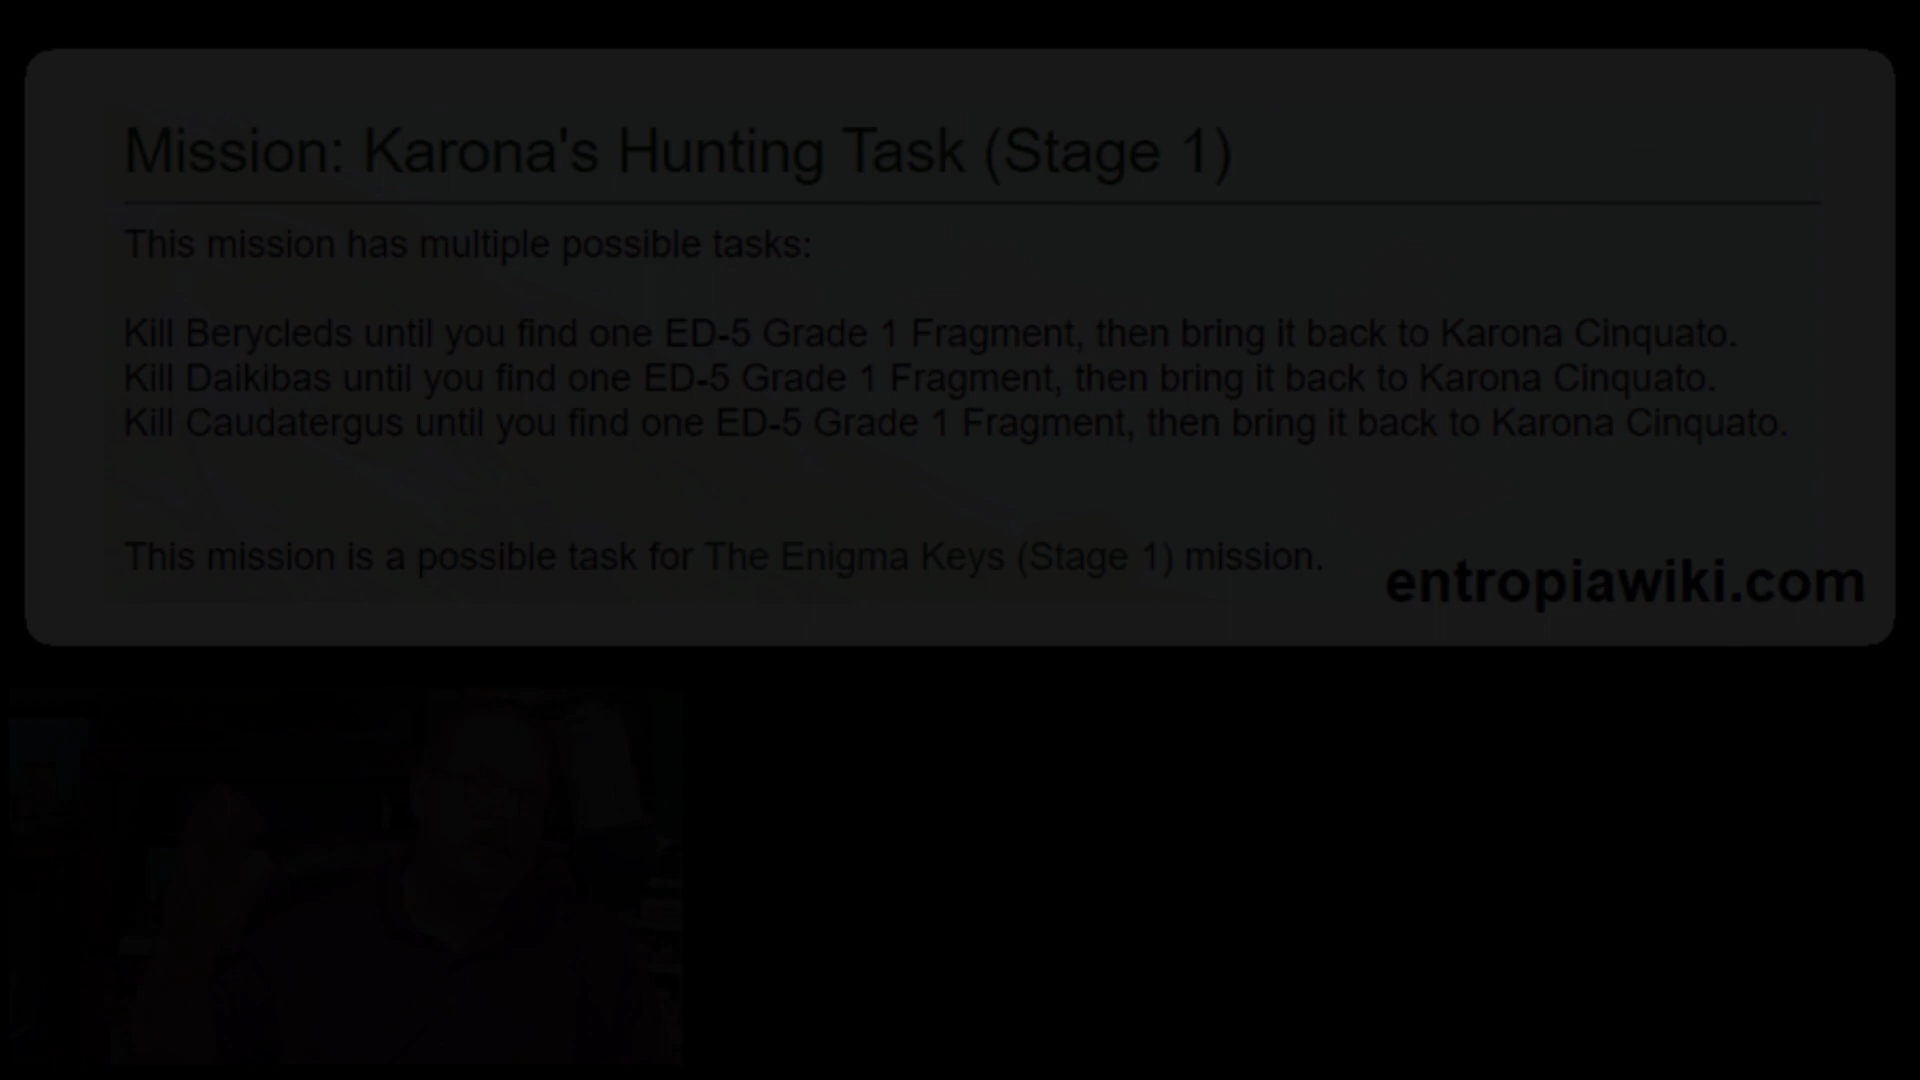 Mission: Karona's Hunting Task (Stage 1)
This mission has multiple possible tasks:
Kill Berycleds until you find one ED-5 Grade 1 Fragment, then bring it back to Karona Cinquato.
Kill Daikibas until you find one ED-5 Grade 1 Fragment, then bring it back to Karona Cinquato.
Kill Caudatergus until you find one ED-5 Grade 1 Fragment, then bring it back to Karona Cinquato.
This mission is a possible task for The Enigma Keys (Stage 1) mission.
entropiawiki.com